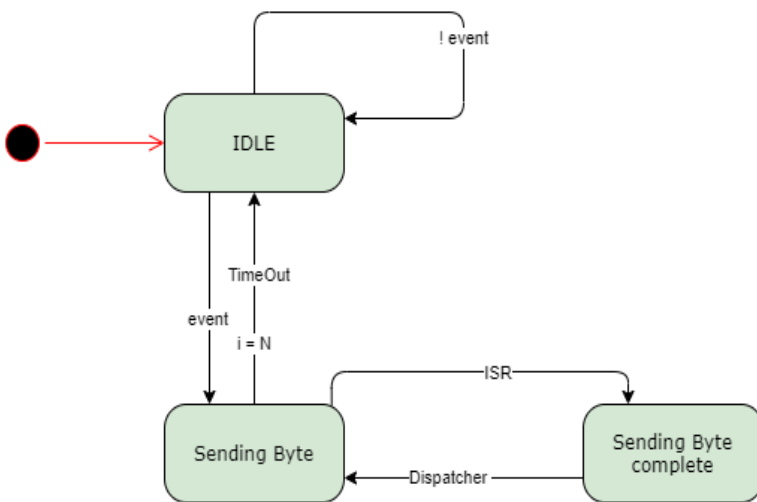 ! event
IDLE
TimeOut
event
i = N
ISR
Sending Byte
Sending Byte
complete
Dispatcher